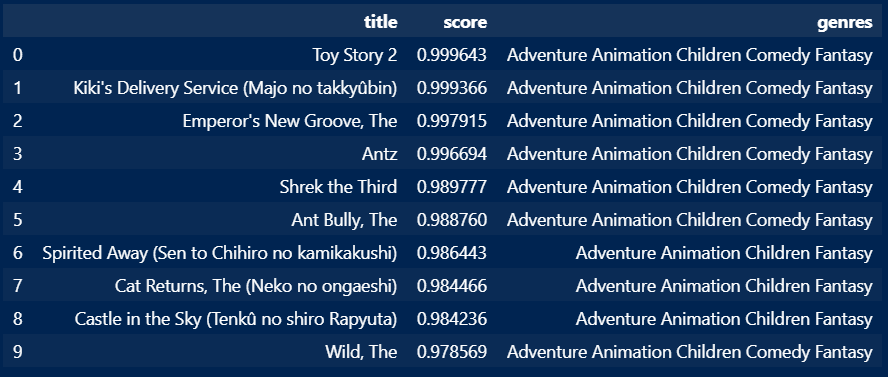 title score genres
0 Toy Story 2 0.999643 Adventure Animation Children Comedy Fantasy
1 Kiki's Delivery Service (Majo no takkyûbin) 0.999366 Adventure Animation Children Comedy Fantasy
2 Emperor's New Groove, The 0.997915 Adventure Animation Children Comedy Fantasy
3 Antz 0.996694 Adventure Animation Children Comedy Fantasy
4 Shrek the Third 0.989777 Adventure Animation Children Comedy Fantasy
5 Ant Bully, The 0.988760 Adventure Animation Children Comedy Fantasy
6 Spirited Away (Sen to Chihiro no kamikakushi) 0.986443 Adventure Animation Children Fantasy
7 Cat Returns, The (Neko no ongaeshi) 0.984466 Adventure Animation Children Fantasy
8 Castle in the Sky (Tenkû no shiro Rapyuta) 0.984236 Adventure Animation Children Fantasy
9 Wild, The 0.978569 Adventure Animation Children Comedy Fantasy